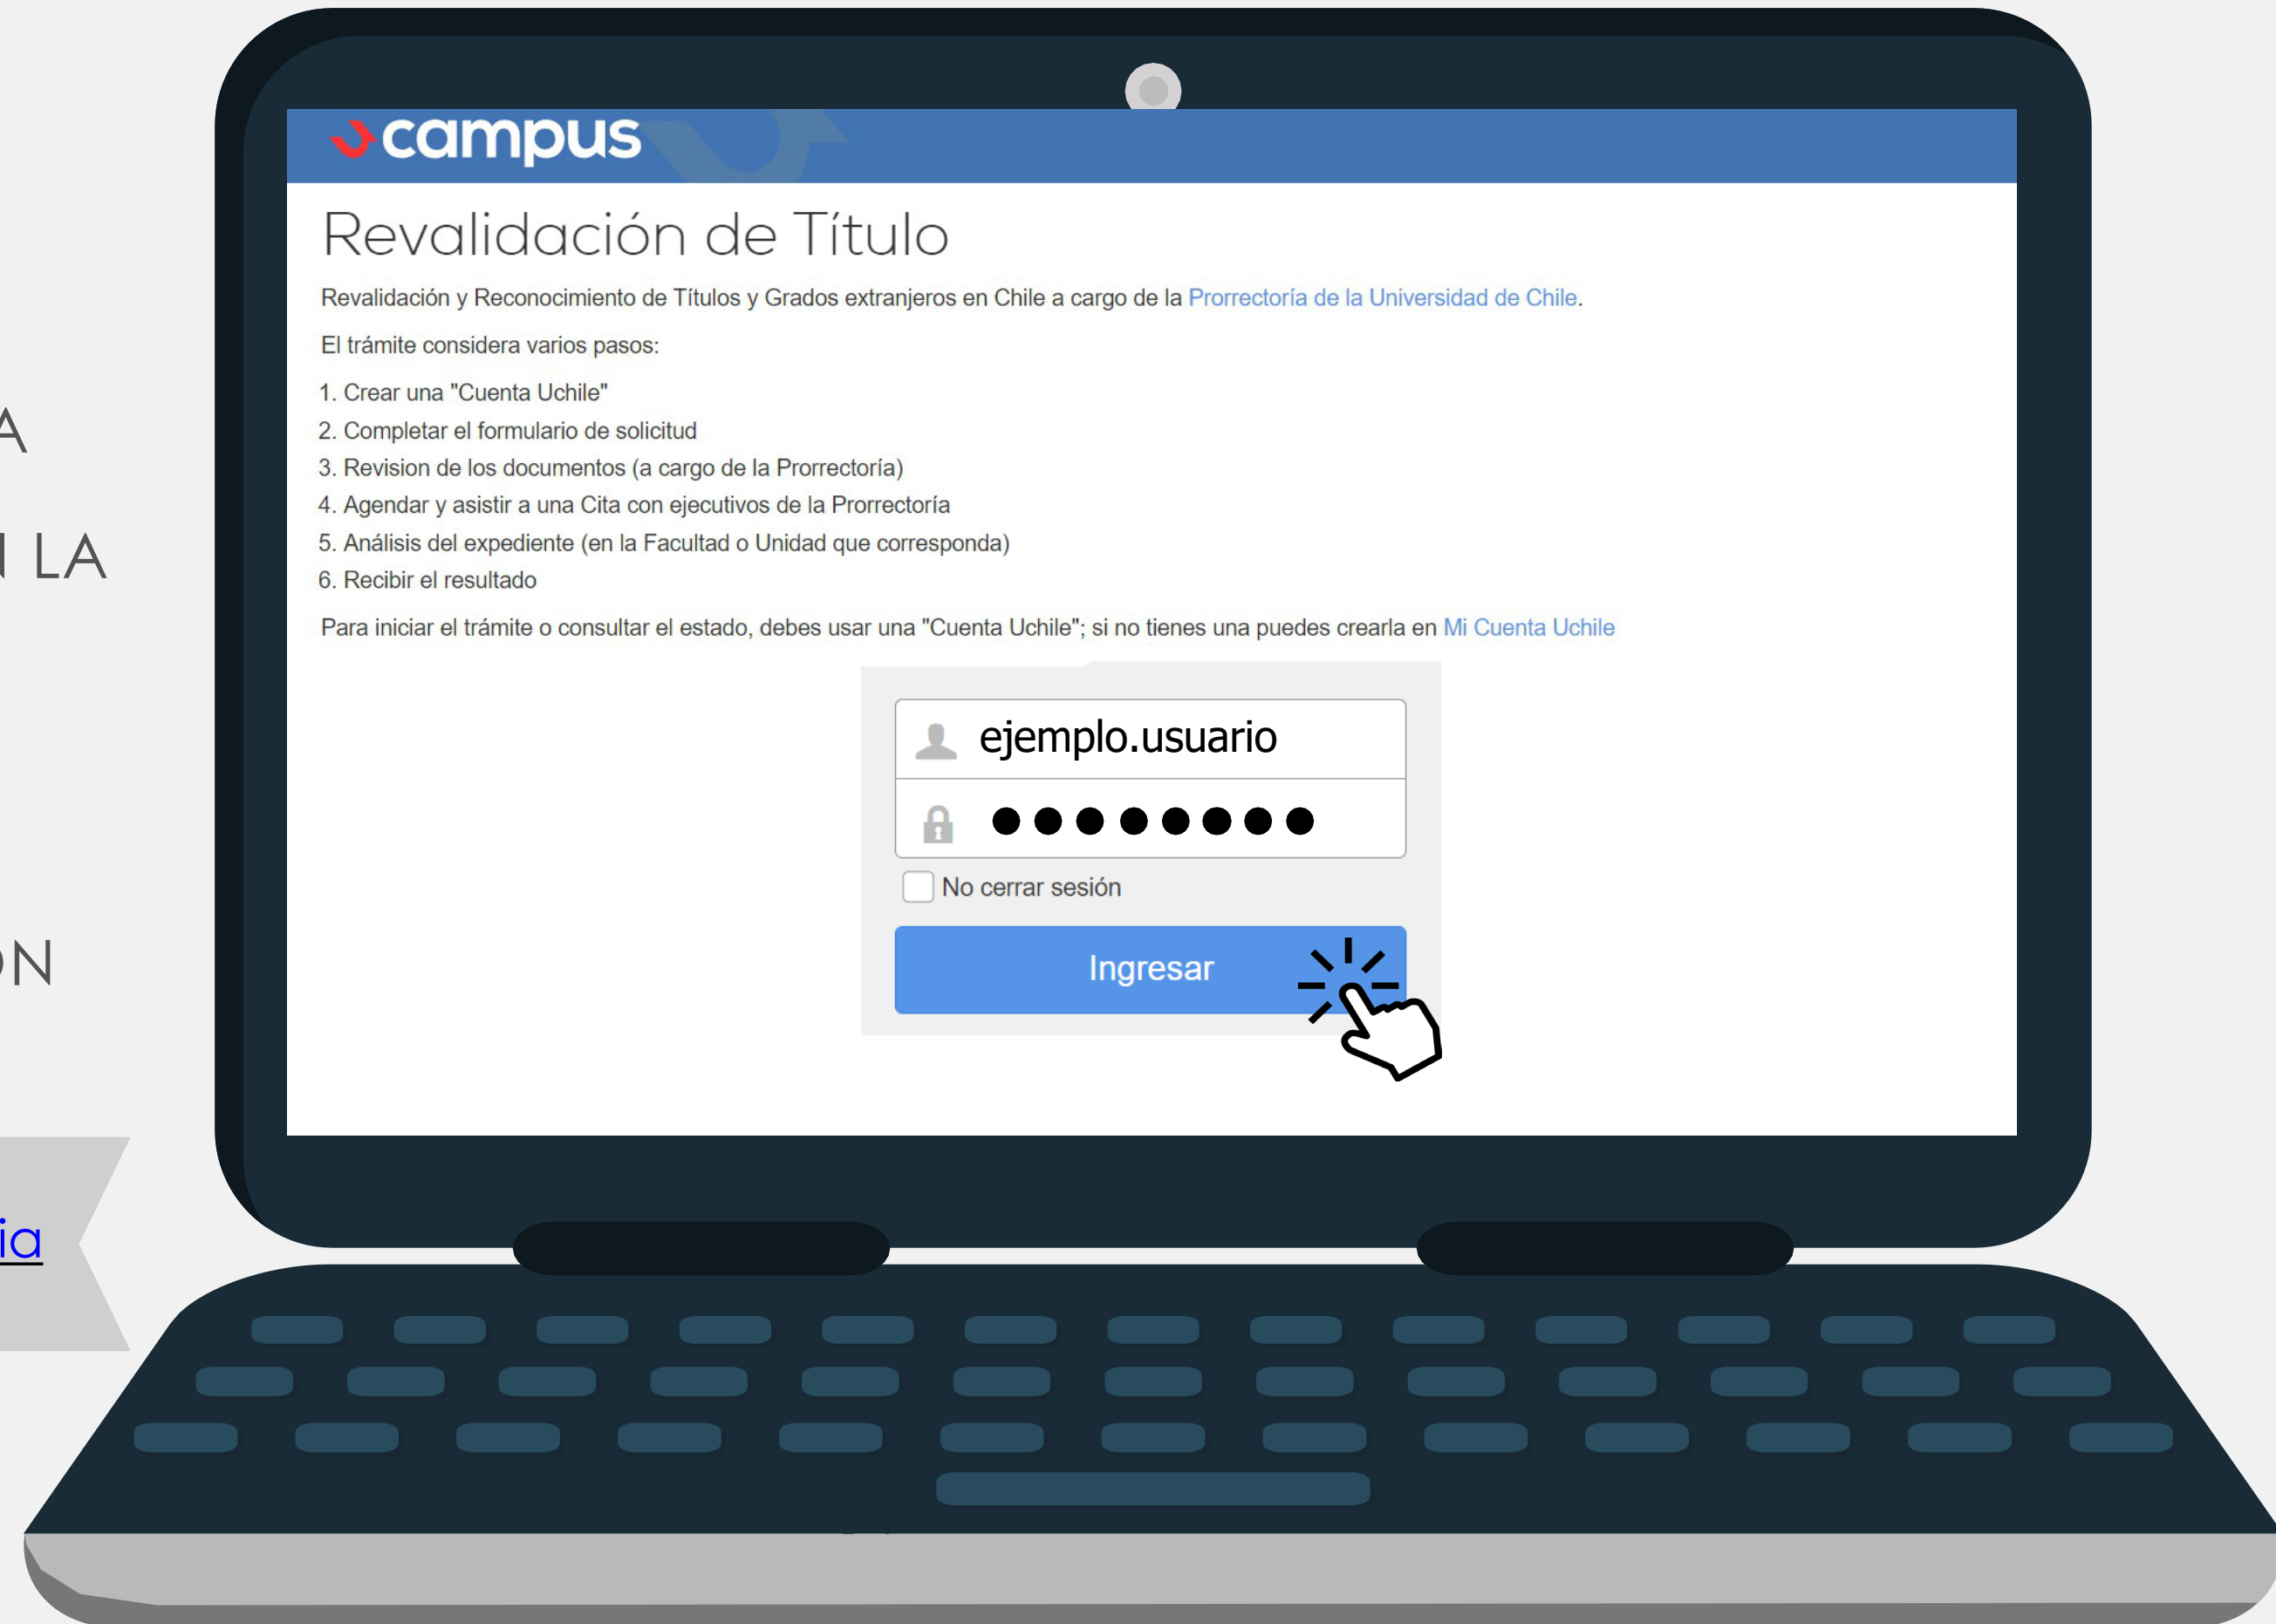 campus
Revalidación de Título
Revalidación y Reconocimiento de Títulos y Grados extranjeros en Chile a cargo de la Prorrectoría de la Universidad de Chile.
El trámite considera varios pasos:
1. Crear una "Cuenta Uchile"
2. Completar el formulario de solicitud
3. Revision de los documentos (a cargo de la Prorrectoría)
4. Agendar y asistir a una Cita con ejecutivos de la Prorrectoría
5. Análisis del expediente (en la Facultad o Unidad que corresponda)
6. Recibir el resultado
Para iniciar el trámite o consultar el estado, debes usar una "Cuenta Uchile"; si no tienes una puedes crearla en Mi Cuenta Uchile
ejemplo.usuario
No cerrar sesión
Ingresar
LA